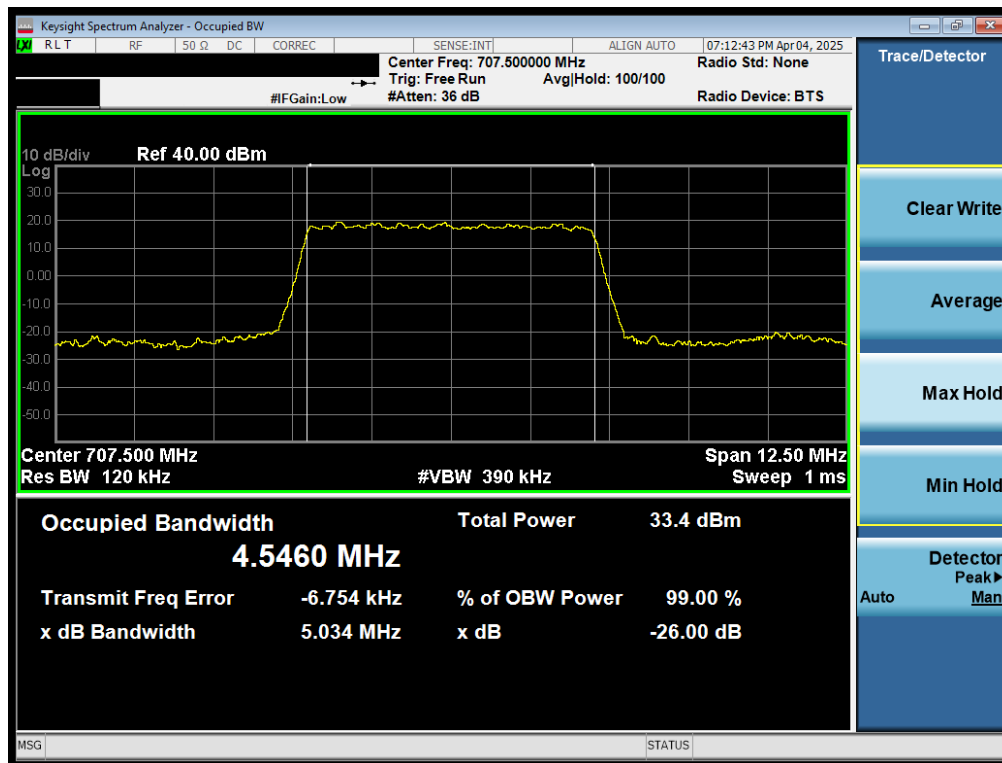 Keysight Spectrum Analyzer - Occupied BW
LXI RLT RF 50 Ω DC CORREC SENSE:INT ALIGN AUTO 07:12:43 PM Apr 04, 2025
Center Freq: 707.500000 MHz Radio Std: None
Trig: Free Run Avg|Hold: 100/100
#IFGain:Low #Atten: 36 dB Radio Device: BTS
10 dB/div Ref 40.00 dBm
Log
30.0
20.0
10.0
0.00
-10.0
-20.0
-30.0
-40.0
-50.0
Center 707.500 MHz Span 12.50 MHz
Res BW 120 kHz #VBW 390 kHz Sweep 1 ms
Occupied Bandwidth Total Power 33.4 dBm
4.5460 MHz
Transmit Freq Error -6.754 kHz % of OBW Power 99.00 %
x dB Bandwidth 5.034 MHz x dB -26.00 dB
MSG STATUS
Trace/Detector
Clear Write
Average
Max Hold
Min Hold
Detector
Peak▶
Auto Man